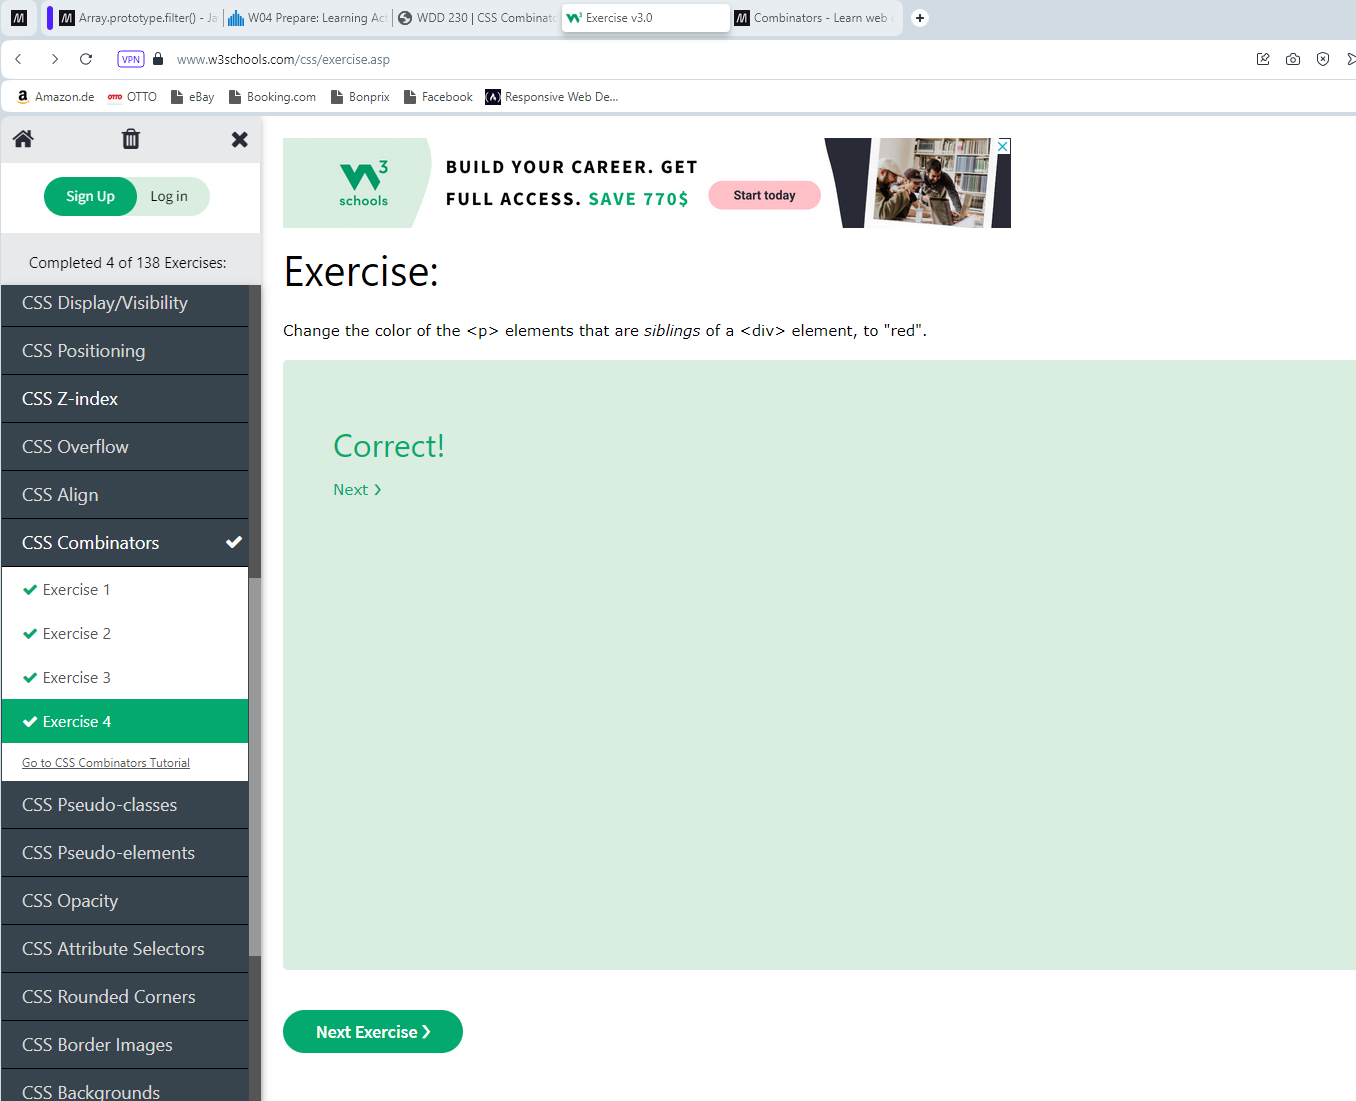 Array.prototype.filter() - Ja
W04 Prepare: Learning Act
WDD 230 | CSS Combinato
Exercise v3.0
Combinators - Learn web
VPN
www.w3schools.com/css/exercise.asp
Amazon.de
OTTO
eBay
Booking.com
Bonprix
Facebook
Responsive Web De...
Sign Up
Log in
Completed 4 of 138 Exercises:
CSS Display/Visibility
CSS Positioning
CSS Z-index
CSS Overflow
CSS Align
CSS Combinators
Exercise 1
Exercise 2
Exercise 3
Exercise 4
Go to CSS Combinators Tutorial
CSS Pseudo-classes
CSS Pseudo-elements
CSS Opacity
CSS Attribute Selectors
CSS Rounded Corners
CSS Border Images
CSS Backgrounds
W3
schools
BUILD YOUR CAREER. GET
FULL ACCESS. SAVE 770$
Start today
Exercise:
Change the color of the <p> elements that are siblings of a <div> element, to "red".
Correct!
Next ❯
Next Exercise ❯